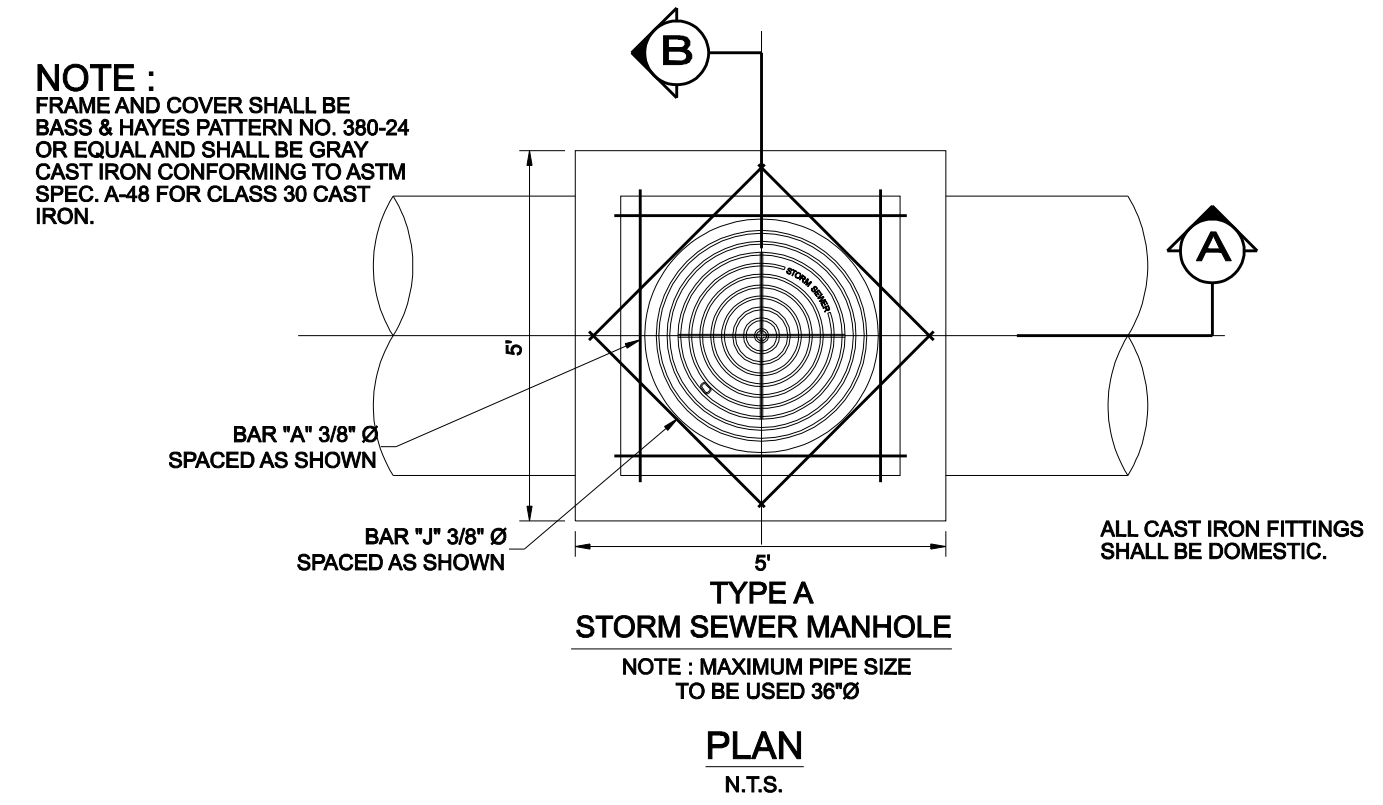 B
NOTE :
FRAME AND COVER SHALL BE
BASS & HAYES PATTERN NO. 380-24
OR EQUAL AND SHALL BE GRAY
CAST IRON CONFORMING TO ASTM
SPEC. A-48 FOR CLASS 30 CAST
IRON.
A
STORM SEWER
5'
BAR "A" 3/8" Ø
SPACED AS SHOWN
BAR "J" 3/8" Ø
SPACED AS SHOWN
ALL CAST IRON FITTINGS
SHALL BE DOMESTIC.
5'
TYPE A
STORM SEWER MANHOLE
NOTE : MAXIMUM PIPE SIZE
TO BE USED 36"Ø
PLAN
N.T.S.